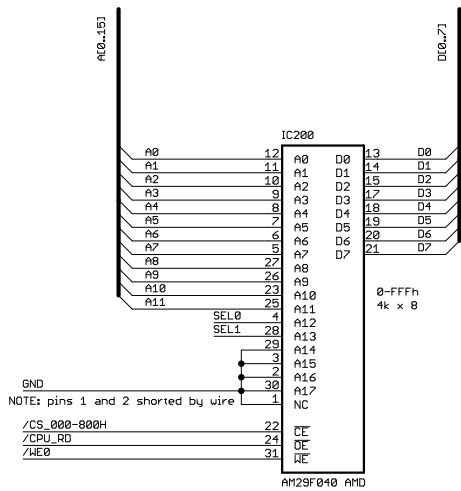 A[0..15]
D[0..7]
IC200
A0 12 A0 D0 13 D0
A1 11 A1 D1 14 D1
A2 10 A2 D2 15 D2
A3 9 A3 D3 17 D3
A4 8 A4 D4 18 D4
A5 7 A5 D5 19 D5
A6 6 A6 D6 20 D6
A7 5 A7 D7 21 D7
A8 27 A8
A9 26 A9
A10 23 A10
A11 25 A11
SEL0 4 A12
SEL1 28 A13
29 A14
3 A15
2 A16
GND 30 A17
NOTE: pins 1 and 2 shorted by wire 1 NC
0-FFFh
4k x 8
/CS_000-800H 22 CE
/CPU_RD 24 OE
/WE0 31 WE
AM29F040 AMD